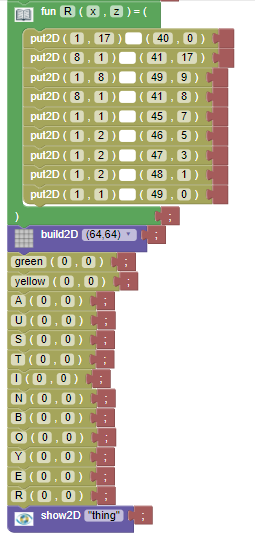 fun R ( x , z ) = (
put2D ( 1 , 17 ) ( 40 , 0 ) ;
put2D ( 8 , 1 ) ( 41 , 17 ) ;
put2D ( 1 , 8 ) ( 49 , 9 ) ;
put2D ( 8 , 1 ) ( 41 , 8 ) ;
put2D ( 1 , 1 ) ( 45 , 7 ) ;
put2D ( 1 , 2 ) ( 46 , 5 ) ;
put2D ( 1 , 2 ) ( 47 , 3 ) ;
put2D ( 1 , 2 ) ( 48 , 1 ) ;
put2D ( 1 , 1 ) ( 49 , 0 ) ;
) ;
build2D (64,64) ;
green ( 0 , 0 ) ;
yellow ( 0 , 0 ) ;
A ( 0 , 0 ) ;
U ( 0 , 0 ) ;
S ( 0 , 0 ) ;
T ( 0 , 0 ) ;
I ( 0 , 0 ) ;
N ( 0 , 0 ) ;
B ( 0 , 0 ) ;
O ( 0 , 0 ) ;
Y ( 0 , 0 ) ;
E ( 0 , 0 ) ;
R ( 0 , 0 ) ;
show2D "thing" ;